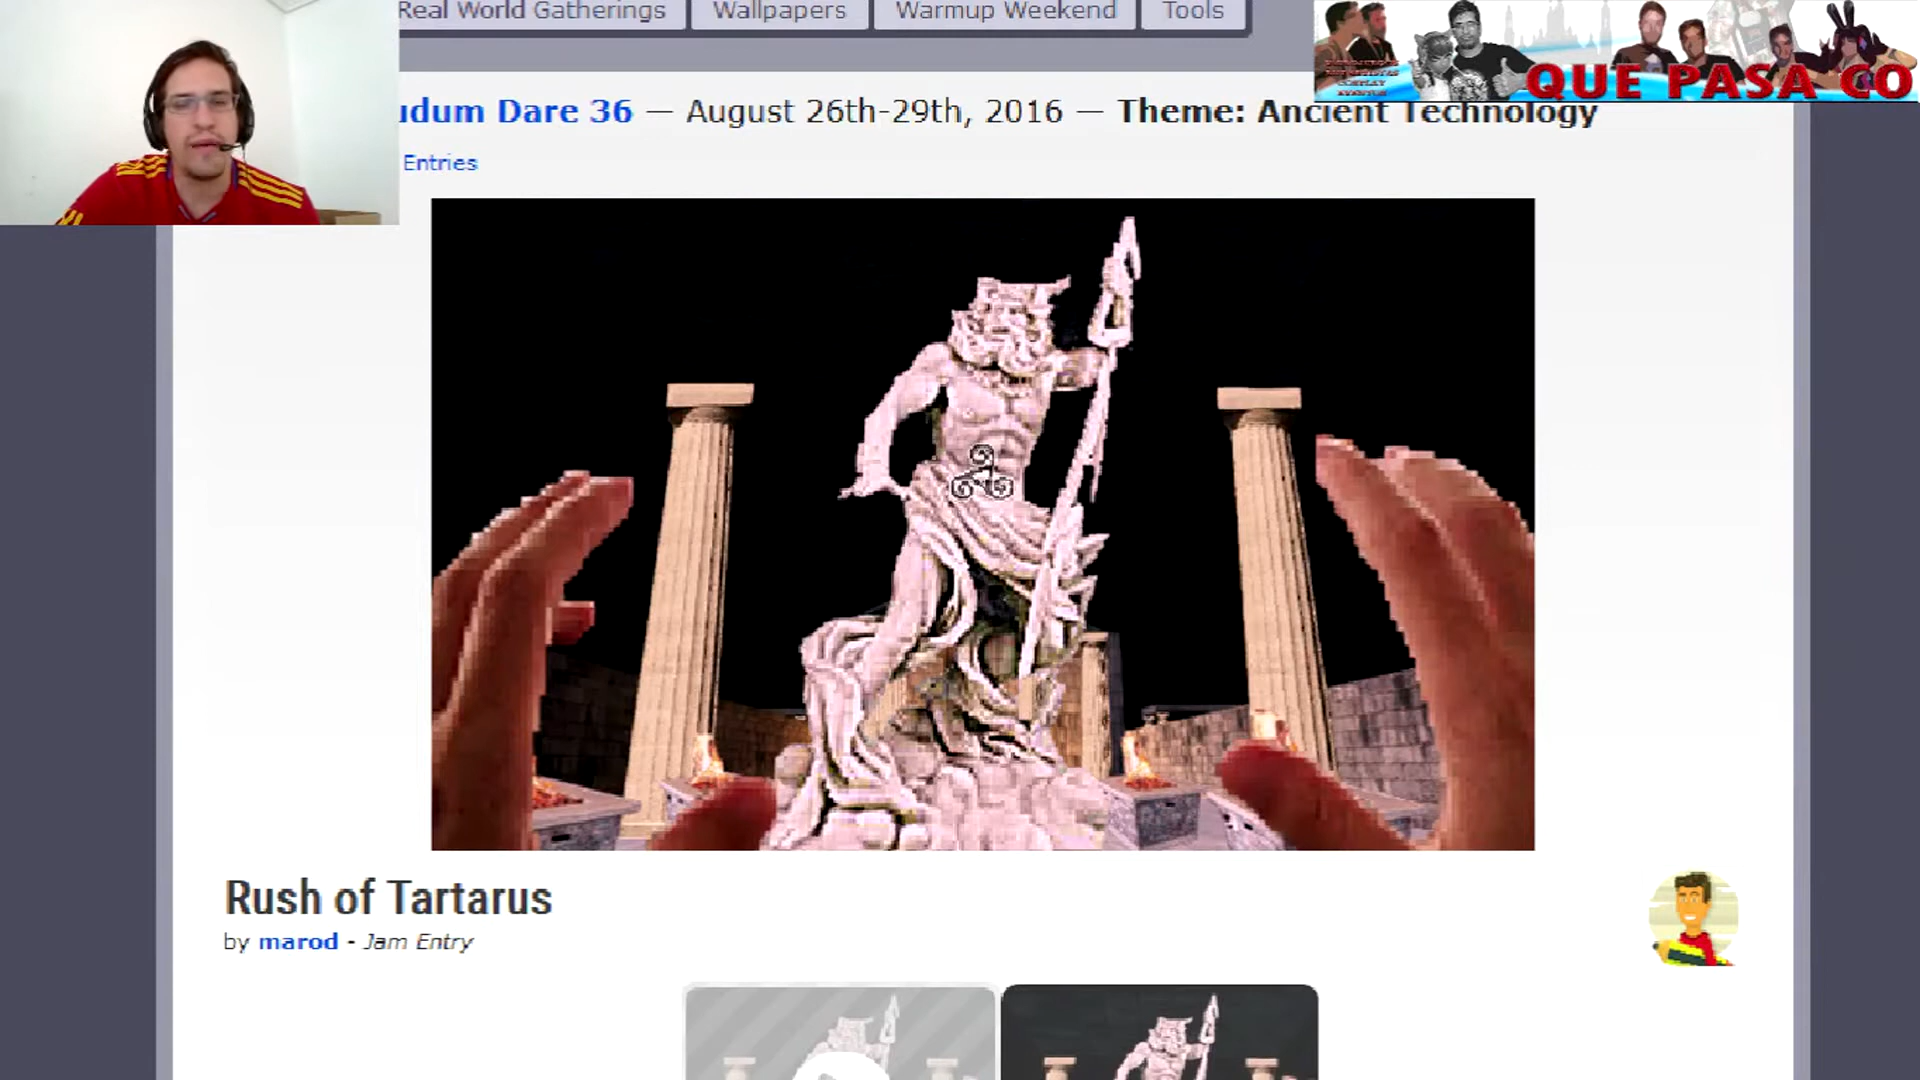 Real World Gatherings
Wallpapers
Warmup Weekend
Tools
QUE PASA CO
udum Dare 36 — August 26th-29th, 2016 — Theme: Ancient Technology
Entries
Rush of Tartarus
by marod - Jam Entry